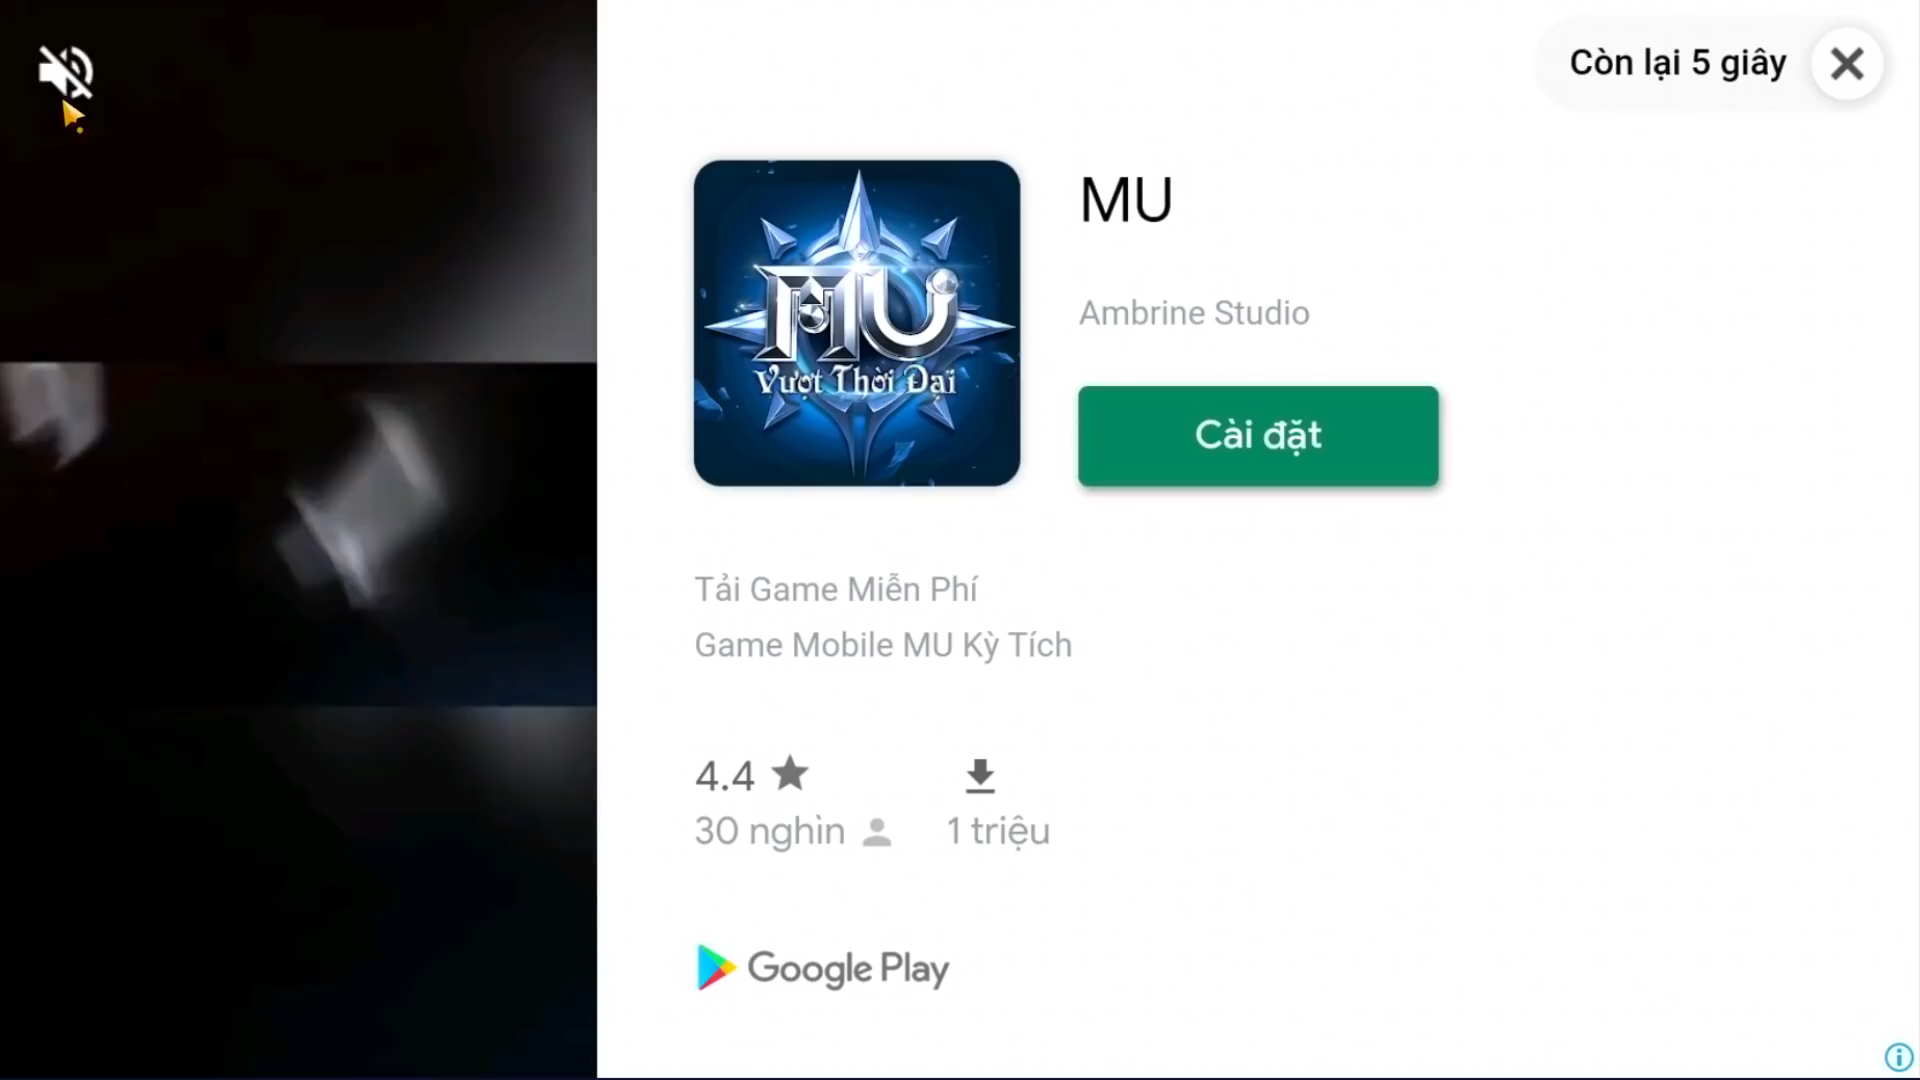 Còn lại 5 giây
MU
Vượt Thời Đại
MU
Ambrine Studio
Cài đặt
Tải Game Miễn Phí
Game Mobile MU Kỳ Tích
4.4
30 nghìn
1 triệu
Google Play